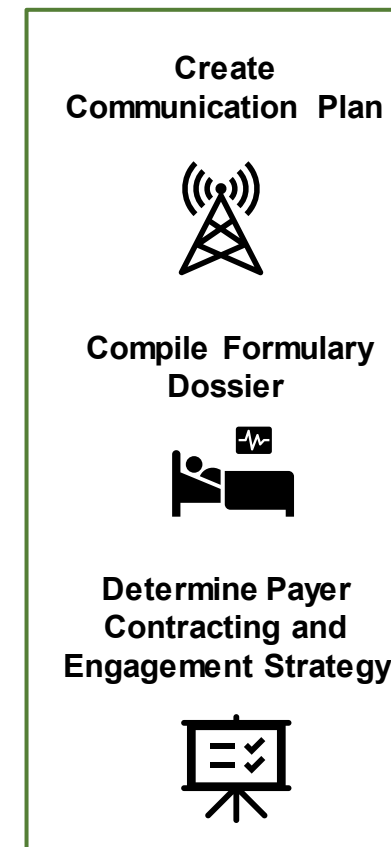 Create
Communication Plan
Compile Formulary
Dossier
Determine Payer
Contracting and
Engagement Strategy